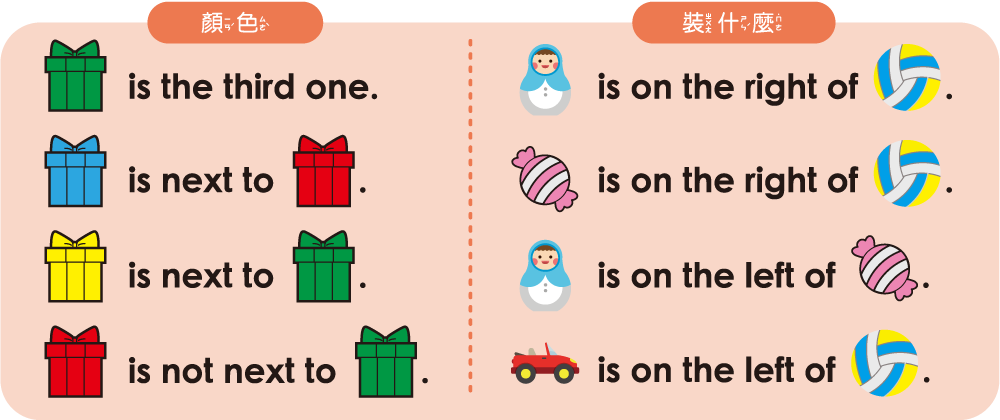 顏色
is the third one.
is next to .
is next to .
is not next to .
裝什麼
is on the right of .
is on the right of .
is on the left of .
is on the left of .